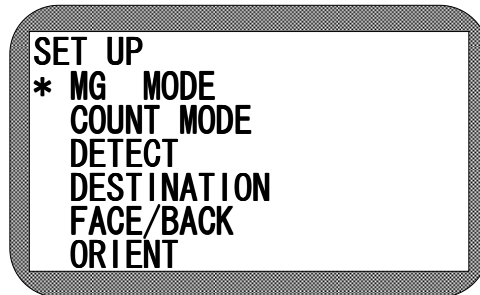 SET UP
* MG MODE
COUNT MODE
DETECT
DESTINATION
FACE/BACK
ORIENT